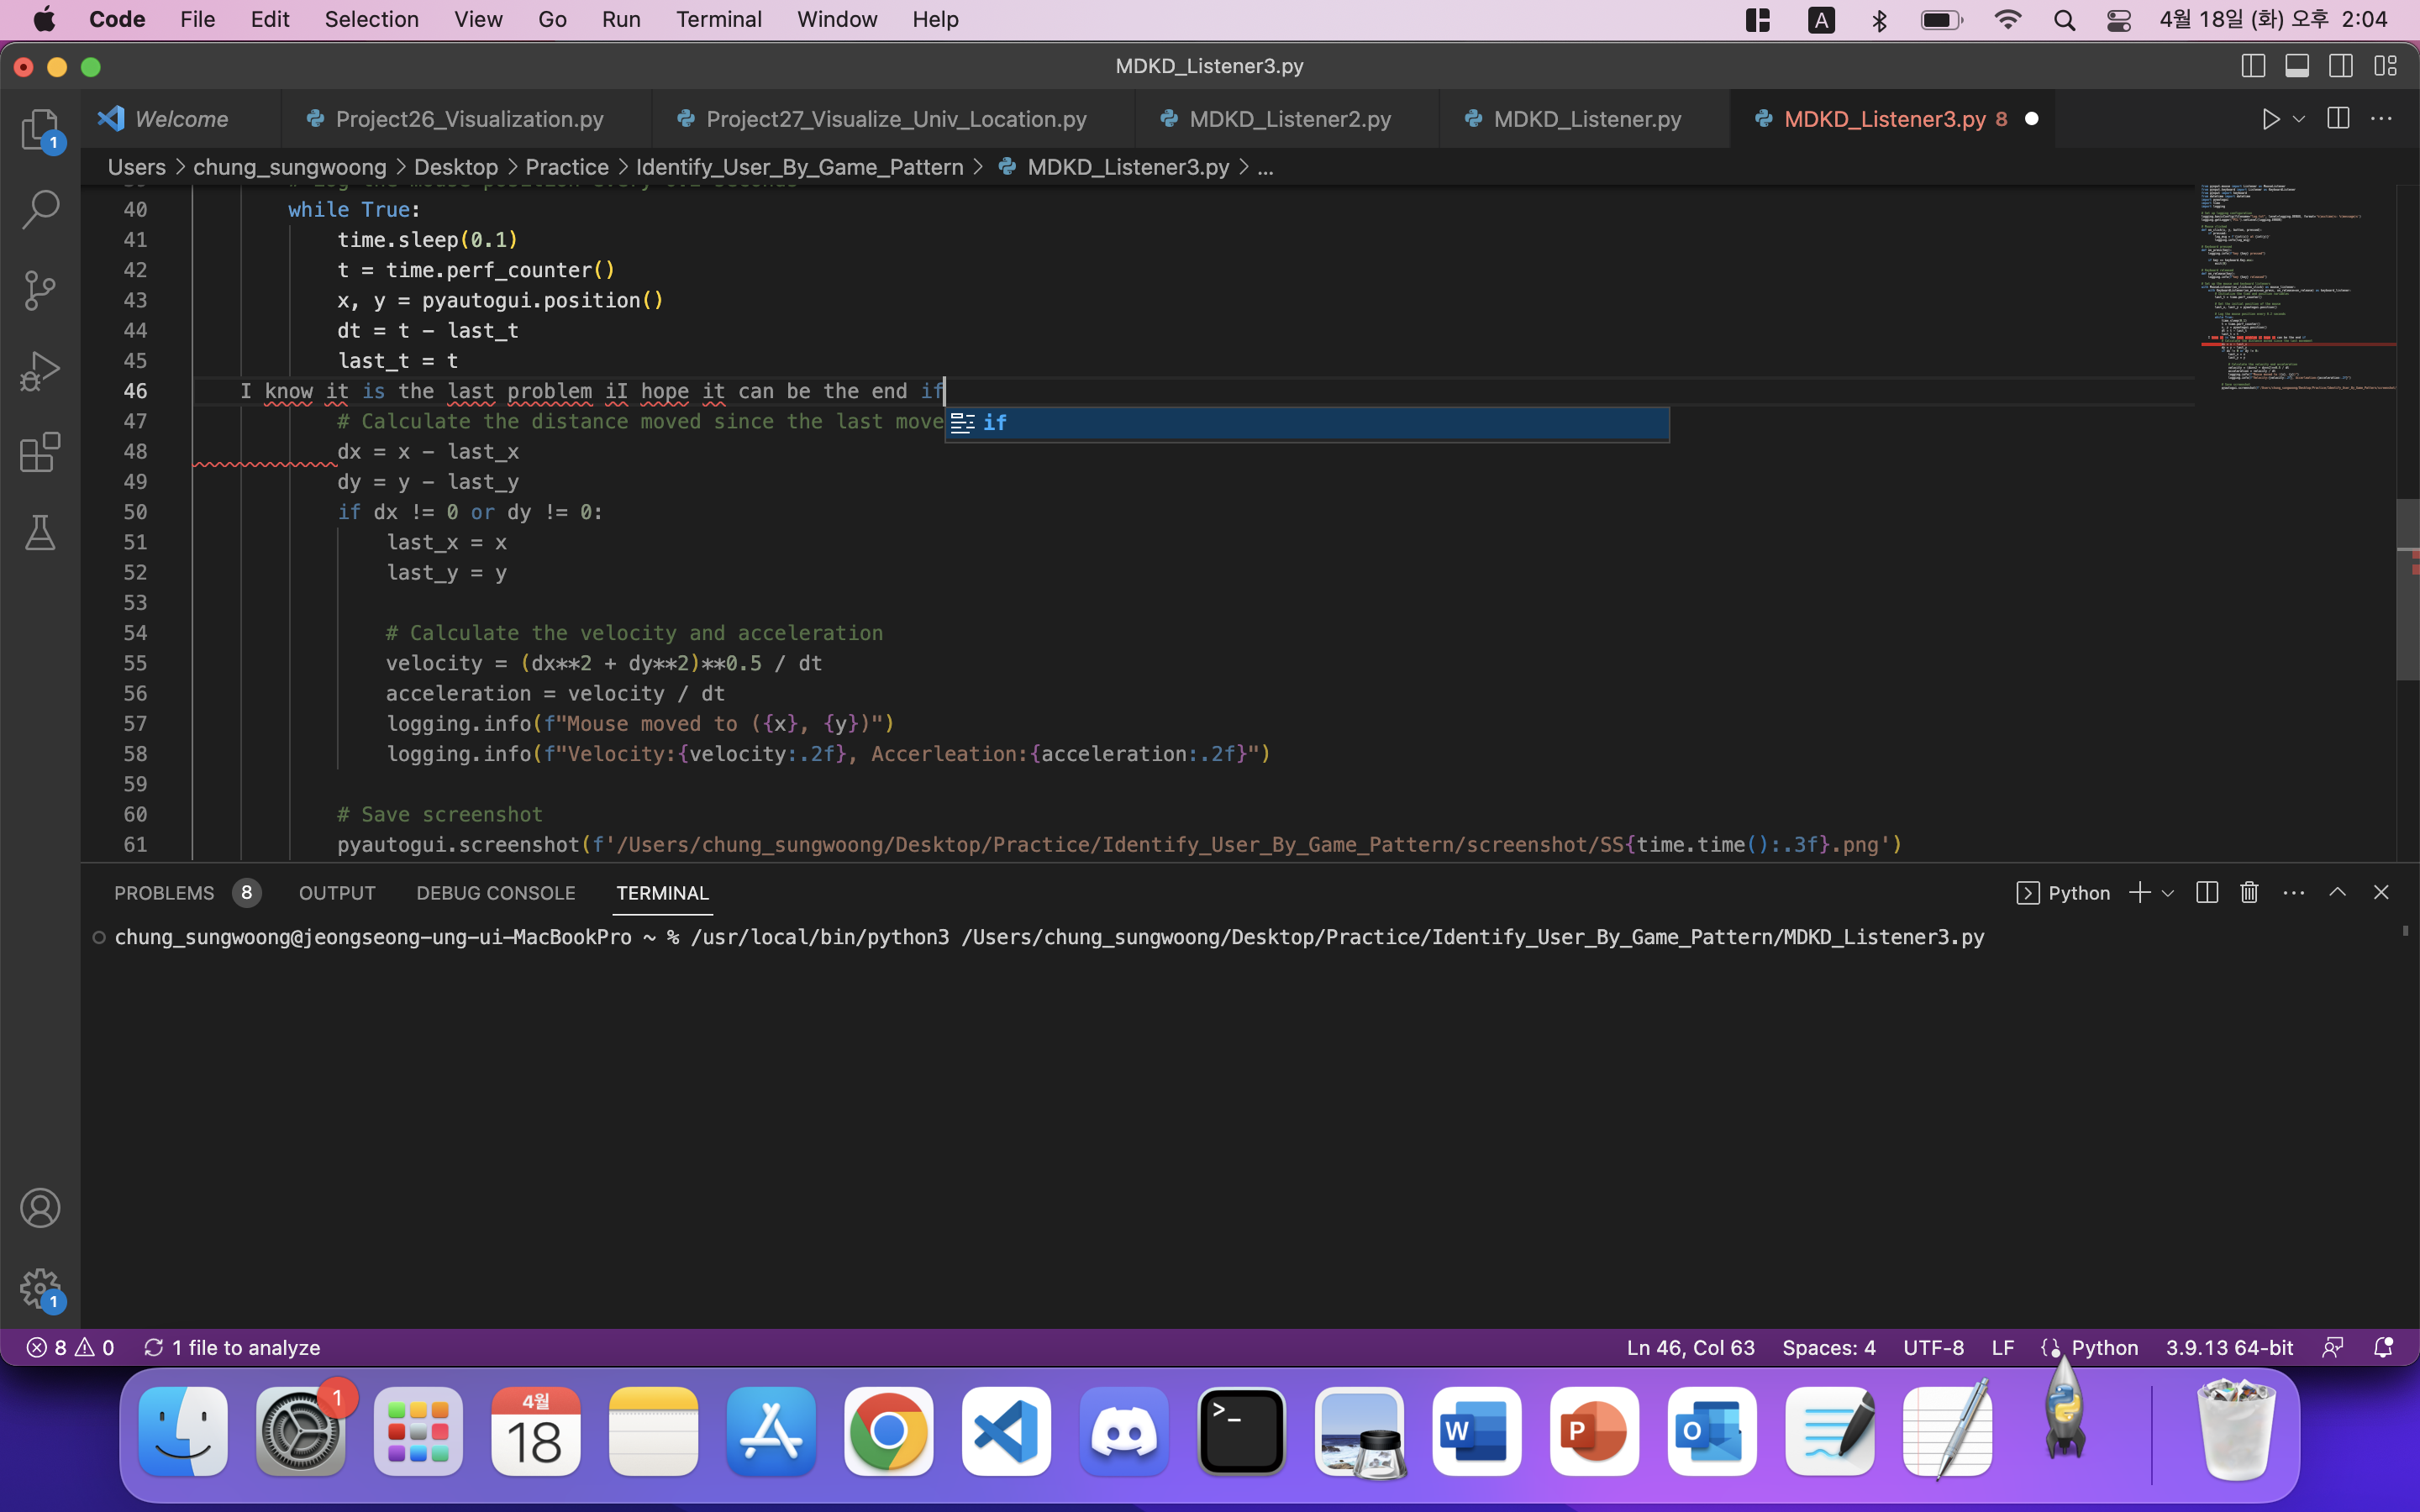 Code File Edit Selection View Go Run Terminal Window Help A 4월 18일 (화) 오후 2:04
MDKD_Listener3.py
1
Welcome Project26_Visualization.py Project27_Visualize_Univ_Location.py MDKD_Listener2.py MDKD_Listener.py MDKD_Listener3.py 8
Users > chung_sungwoong > Desktop > Practice > Identify_User_By_Game_Pattern > MDKD_Listener3.py > ...
40 while True:
41 time.sleep(0.1)
42 t = time.perf_counter()
43 x, y = pyautogui.position()
44 dt = t - last_t
45 last_t = t
46 I know it is the last problem iI hope it can be the end if
if
47 # Calculate the distance moved since the last move
48 dx = x - last_x
49 dy = y - last_y
50 if dx != 0 or dy != 0:
51 last_x = x
52 last_y = y
53
54 # Calculate the velocity and acceleration
55 velocity = (dx**2 + dy**2)**0.5 / dt
56 acceleration = velocity / dt
57 logging.info(f"Mouse moved to ({x}, {y})")
58 logging.info(f"Velocity:{velocity:.2f}, Accerleation:{acceleration:.2f}")
59
60 # Save screenshot
61 pyautogui.screenshot(f'/Users/chung_sungwoong/Desktop/Practice/Identify_User_By_Game_Pattern/screenshot/SS{time.time():.3f}.png')
PROBLEMS 8 OUTPUT DEBUG CONSOLE TERMINAL Python
chung_sungwoong@jeongseong-ung-ui-MacBookPro ~ % /usr/local/bin/python3 /Users/chung_sungwoong/Desktop/Practice/Identify_User_By_Game_Pattern/MDKD_Listener3.py
1
8 0 1 file to analyze Ln 46, Col 63 Spaces: 4 UTF-8 LF Python 3.9.13 64-bit
1
4월
18
>_
W
P
O